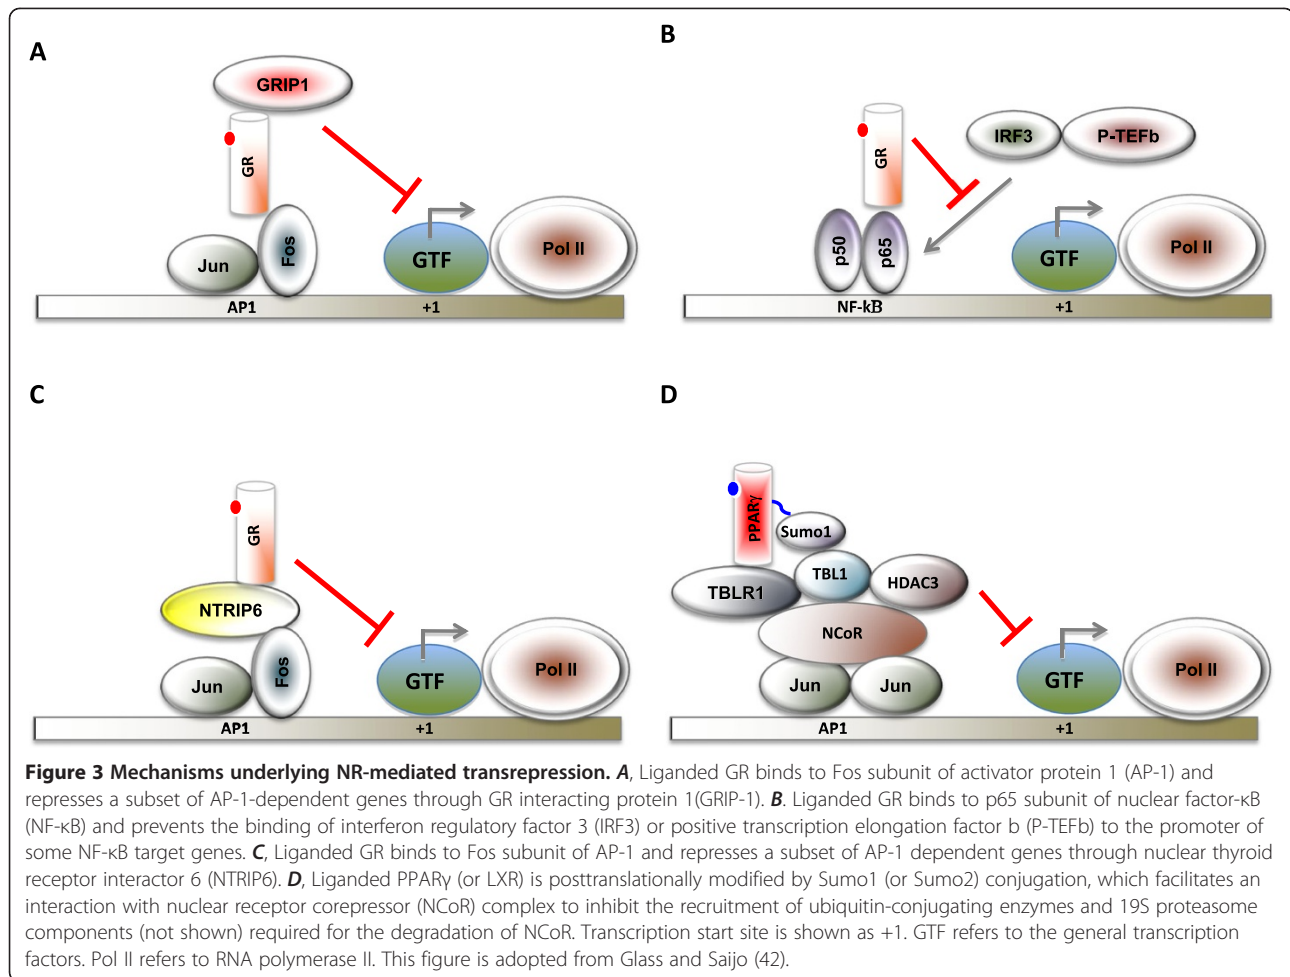 A
GRIP1
GR
Jun
Fos
GTF
Pol II
AP1
+1
B
GR
IRF3
P-TEFb
p50
p65
GTF
Pol II
NF-kB
+1
C
GR
NTRIP6
Jun
Fos
GTF
Pol II
AP1
+1
D
PPARγ
Sumo1
TBLR1
TBL1
HDAC3
NCoR
Jun
Jun
GTF
Pol II
AP1
+1
Figure 3 Mechanisms underlying NR-mediated transrepression. A, Liganded GR binds to Fos subunit of activator protein 1 (AP-1) and
represses a subset of AP-1-dependent genes through GR interacting protein 1(GRIP-1). B. Liganded GR binds to p65 subunit of nuclear factor-κB
(NF-κB) and prevents the binding of interferon regulatory factor 3 (IRF3) or positive transcription elongation factor b (P-TEFb) to the promoter of
some NF-κB target genes. C, Liganded GR binds to Fos subunit of AP-1 and represses a subset of AP-1 dependent genes through nuclear thyroid
receptor interactor 6 (NTRIP6). D, Liganded PPARγ (or LXR) is posttranslationally modified by Sumo1 (or Sumo2) conjugation, which facilitates an
interaction with nuclear receptor corepressor (NCoR) complex to inhibit the recruitment of ubiquitin-conjugating enzymes and 19S proteasome
components (not shown) required for the degradation of NCoR. Transcription start site is shown as +1. GTF refers to the general transcription
factors. Pol II refers to RNA polymerase II. This figure is adopted from Glass and Saijo (42).